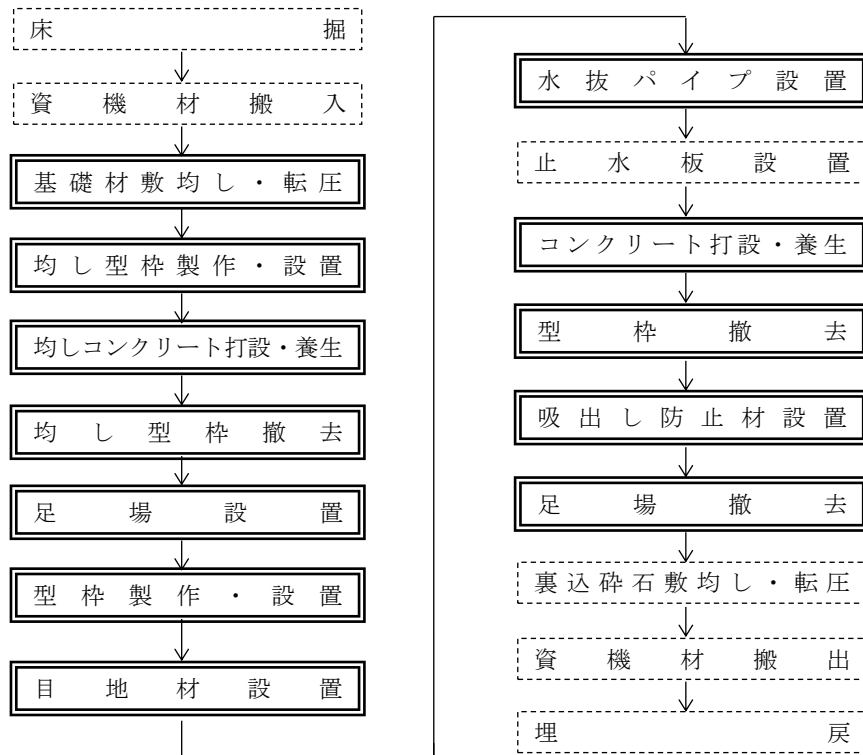 床掘
資機材搬入
基礎材敷均し・転圧
均し型枠製作・設置
均しコンクリート打設・養生
均し型枠撤去
足場設置
型枠製作・設置
目地材設置
水抜パイプ設置
止水板設置
コンクリート打設・養生
型枠撤去
吸出し防止材設置
足場撤去
裏込砕石敷均し・転圧
資機材搬出
埋戻